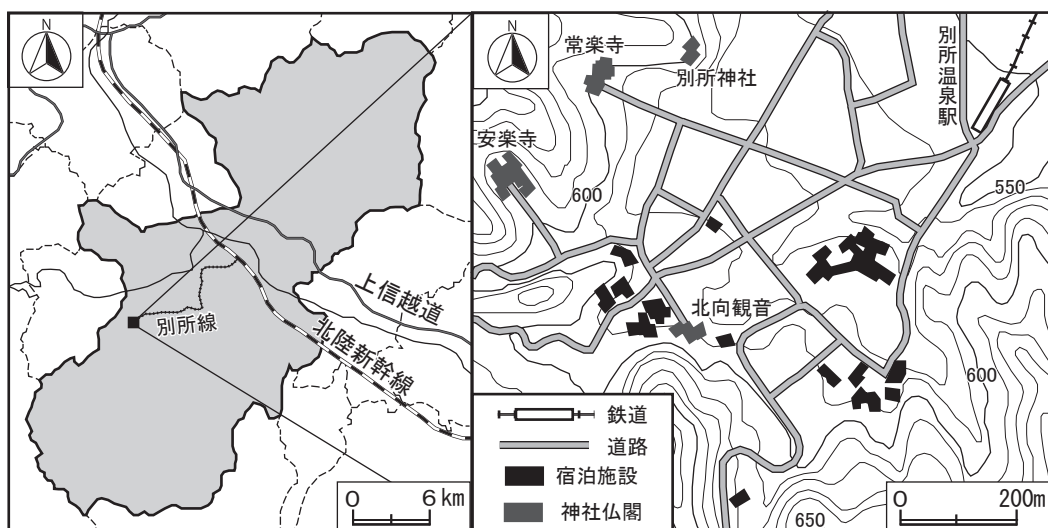 N
別所線
上信越道
北陸新幹線
0 6km
N
常楽寺
別所神社
別所温泉駅
安楽寺
600
550
北向観音
600
650
鉄道
道路
宿泊施設
神社仏閣
0 200m